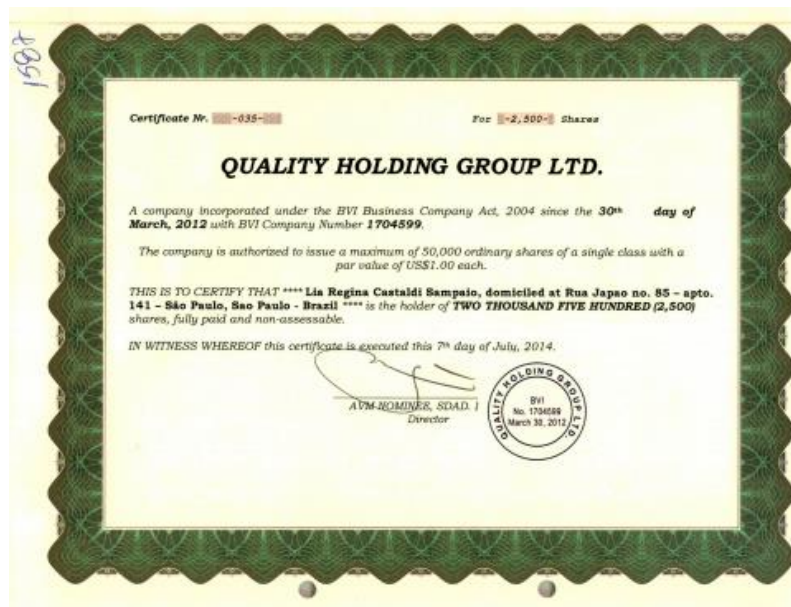 1587
Certificate Nr. -035-
For -2,500- Shares
QUALITY HOLDING GROUP LTD.
A company incorporated under the BVI Business Company Act, 2004 since the 30th day of
March, 2012 with BVI Company Number 1704599.
The company is authorized to issue a maximum of 50,000 ordinary shares of a single class with a
par value of US$1.00 each.
THIS IS TO CERTIFY THAT **** Lia Regina Castaldi Sampaio, domiciled at Rua Japao no. 85 – apto.
141 – São Paulo, Sao Paulo - Brazil **** is the holder of TWO THOUSAND FIVE HUNDRED (2,500)
shares, fully paid and non-assessable.
IN WITNESS WHEREOF this certificate is executed this 7th day of July, 2014.
AVM NOMINEE, SDAD.
Director
QUALITY HOLDING GROUP LTD.
BVI
No. 1704599
March 30, 2012